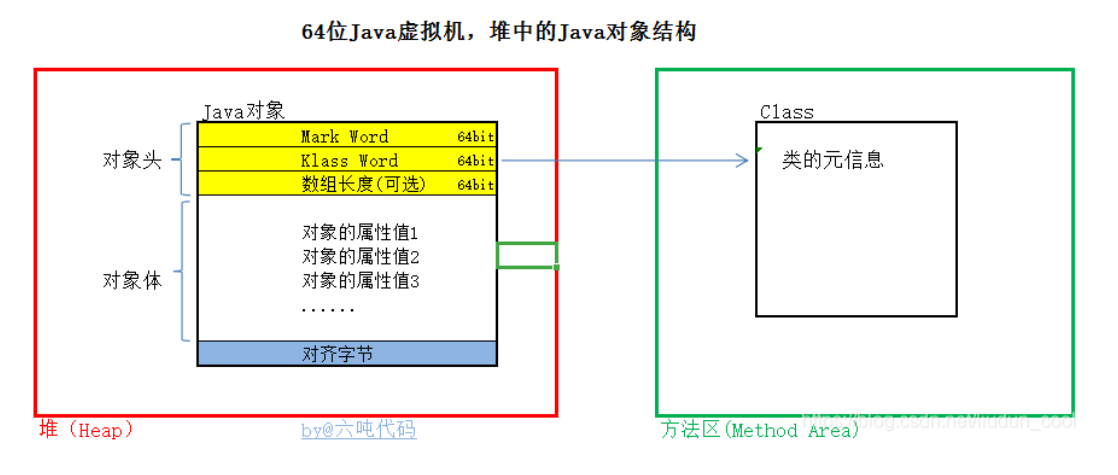 64位Java虚拟机，堆中的Java对象结构
Java对象
Mark Word 64bit
Klass Word 64bit
数组长度(可选) 64bit
对象头
对象的属性值1
对象的属性值2
对象的属性值3
......
对象体
对齐字节
堆（Heap）
by@六吨代码
Class
类的元信息
方法区(Method Area)
https://blog.csdn.net/liudun_cool